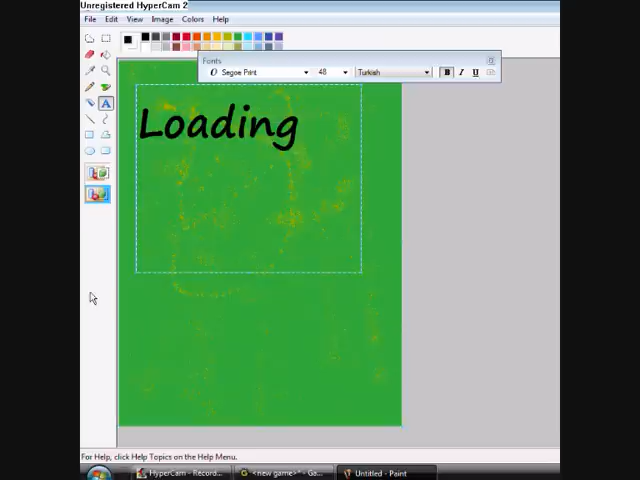 Unregistered HyperCam 2
File Edit View Image Colors Help
Fonts
Segoe Print 48 Turkish B I U
A
Loading
For Help, click Help Topics on the Help Menu.
HyperCam - Record... <new game>* - Ga... Untitled - Paint